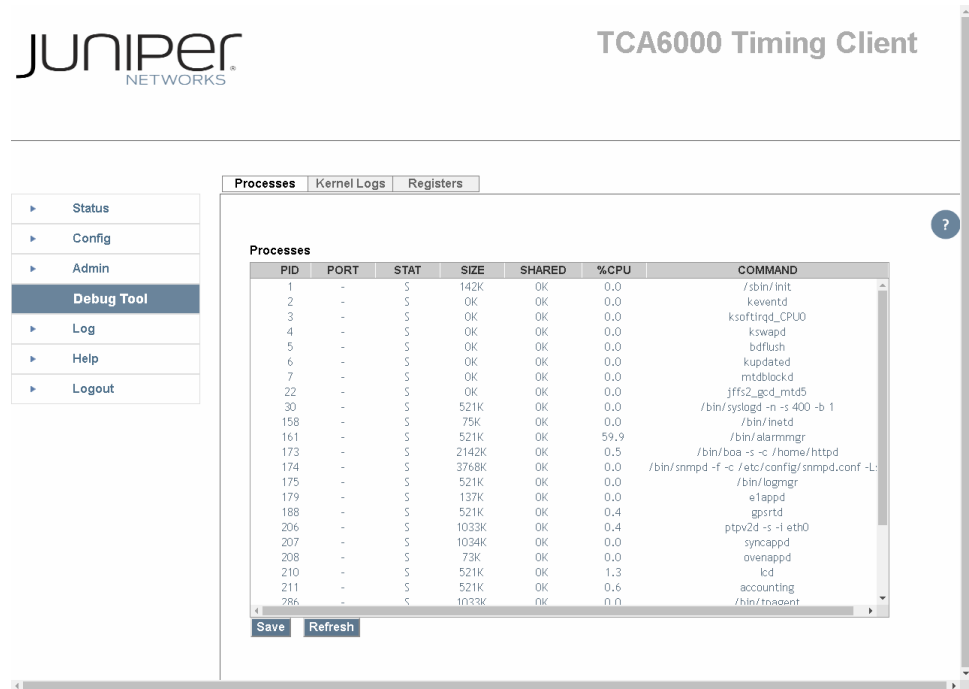 JUNIPER
NETWORKS
TCA6000 Timing Client
Processes Kernel Logs Registers
Status
Config
Admin
Debug Tool
Log
Help
Logout
?
Processes
PID PORT STAT SIZE SHARED %CPU COMMAND
1 - S 142K 0K 0.0 /sbin/init
2 - S 0K 0K 0.0 keventd
3 - S 0K 0K 0.0 ksoftirqd_CPU0
4 - S 0K 0K 0.0 kswapd
5 - S 0K 0K 0.0 bdflush
6 - S 0K 0K 0.0 kupdated
7 - S 0K 0K 0.0 mtdblockd
22 - S 0K 0K 0.0 jffs2_gcd_mtd5
30 - S 521K 0K 0.0 /bin/syslogd -n -s 400 -b 1
158 - S 75K 0K 0.0 /bin/inetd
161 - S 521K 0K 59.9 /bin/alarmmgr
173 - S 2142K 0K 0.5 /bin/boa -s -c /home/httpd
174 - S 3768K 0K 0.0 /bin/snmpd -f -c /etc/config/snmpd.conf -L
175 - S 521K 0K 0.0 /bin/logmgr
179 - S 137K 0K 0.0 e1appd
188 - S 521K 0K 0.4 gpsrtd
206 - S 1033K 0K 0.4 ptpv2d -s -i eth0
207 - S 1034K 0K 0.0 syncappd
208 - S 73K 0K 0.0 ovenappd
210 - S 521K 0K 1.3 lcd
211 - S 521K 0K 0.6 accounting
286 - S 1033K 0K 0.0 /bin/tpagent
Save Refresh